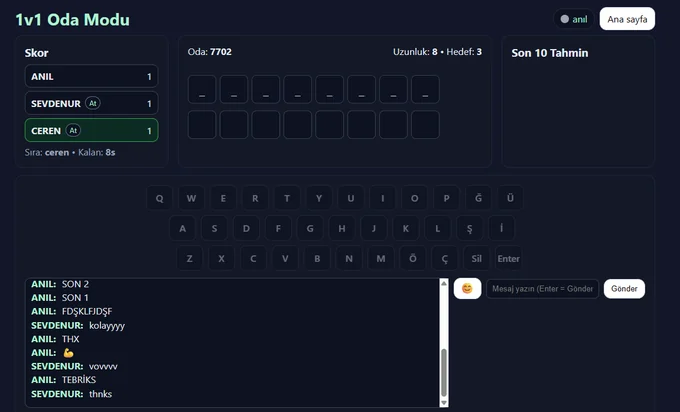 1v1 Oda Modu
anıl
Ana sayfa
Skor
ANIL 1
SEVDENUR At 1
CEREN At 1
Sıra: ceren • Kalan: 8s
Oda: 7702
Uzunluk: 8 • Hedef: 3
_ _ _ _ _ _ _ _
Son 10 Tahmin
Q W E R T Y U I O P Ğ Ü
A S D F G H J K L Ş İ
Z X C V B N M Ö Ç Sil Enter
ANIL: SON 2
ANIL: SON 1
ANIL: FDŞKLFJDŞF
SEVDENUR: kolayyyy
ANIL: THX
ANIL: 💪
SEVDENUR: vovvvv
ANIL: TEBRİKS
SEVDENUR: thnks
😅
Mesaj yazın (Enter = Gönder
Gönder